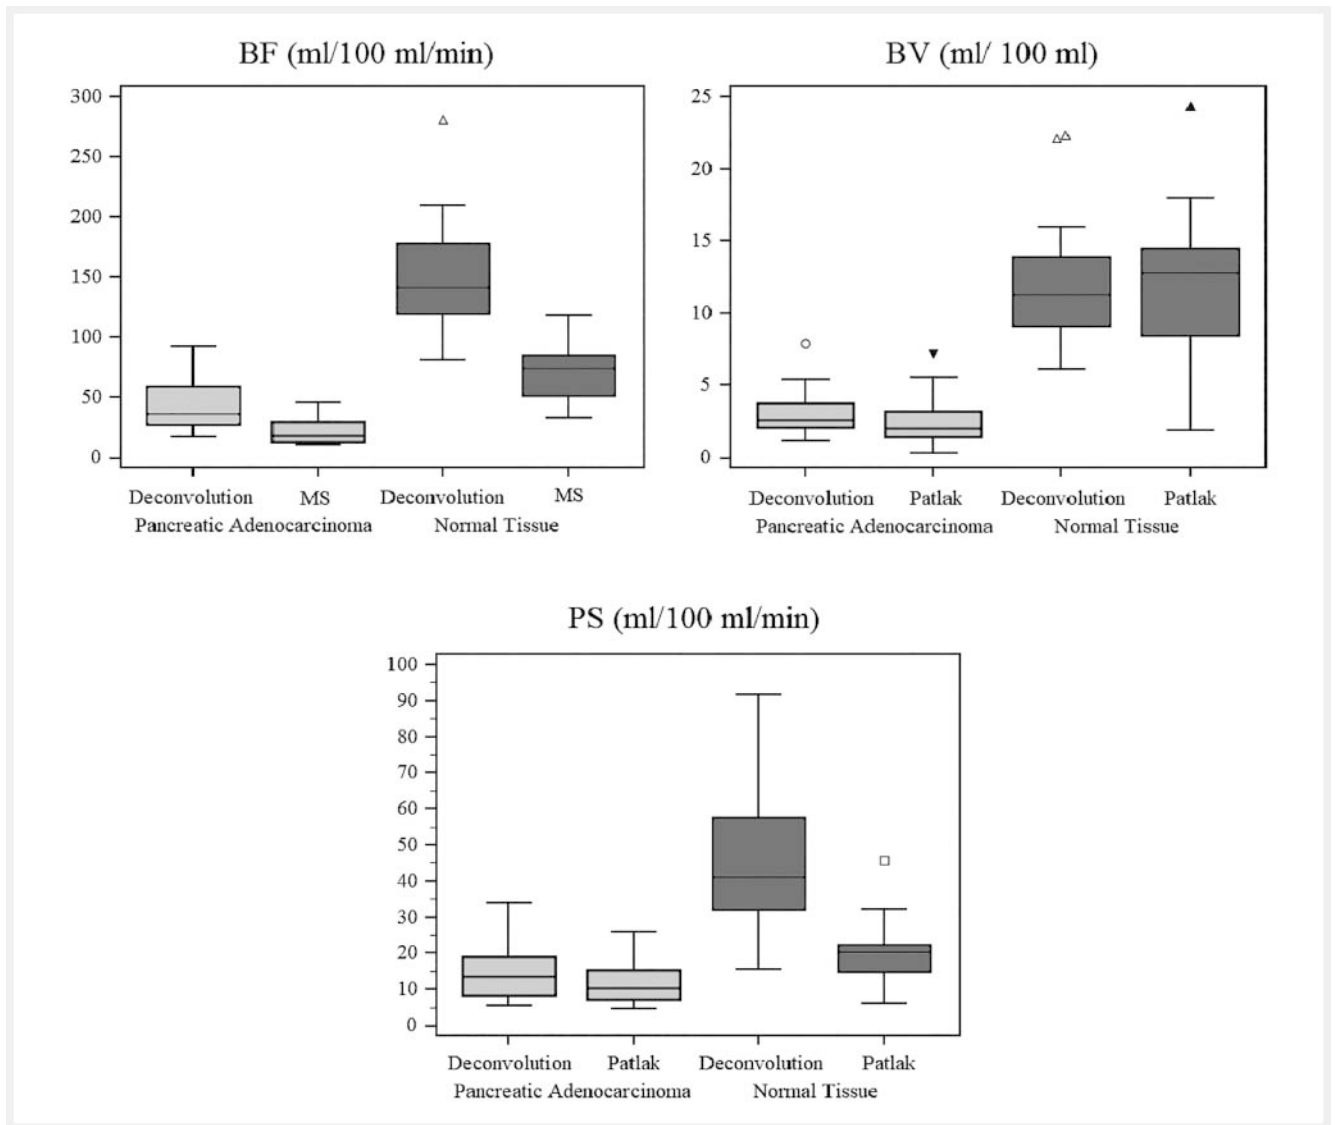 BF (ml/100 ml/min)
300
250
200
150
100
50
0
Deconvolution MS Deconvolution MS
Pancreatic Adenocarcinoma Normal Tissue
BV (ml/ 100 ml)
25
20
15
10
5
0
Deconvolution Patlak Deconvolution Patlak
Pancreatic Adenocarcinoma Normal Tissue
PS (ml/100 ml/min)
100
90
80
70
60
50
40
30
20
10
0
Deconvolution Patlak Deconvolution Patlak
Pancreatic Adenocarcinoma Normal Tissue